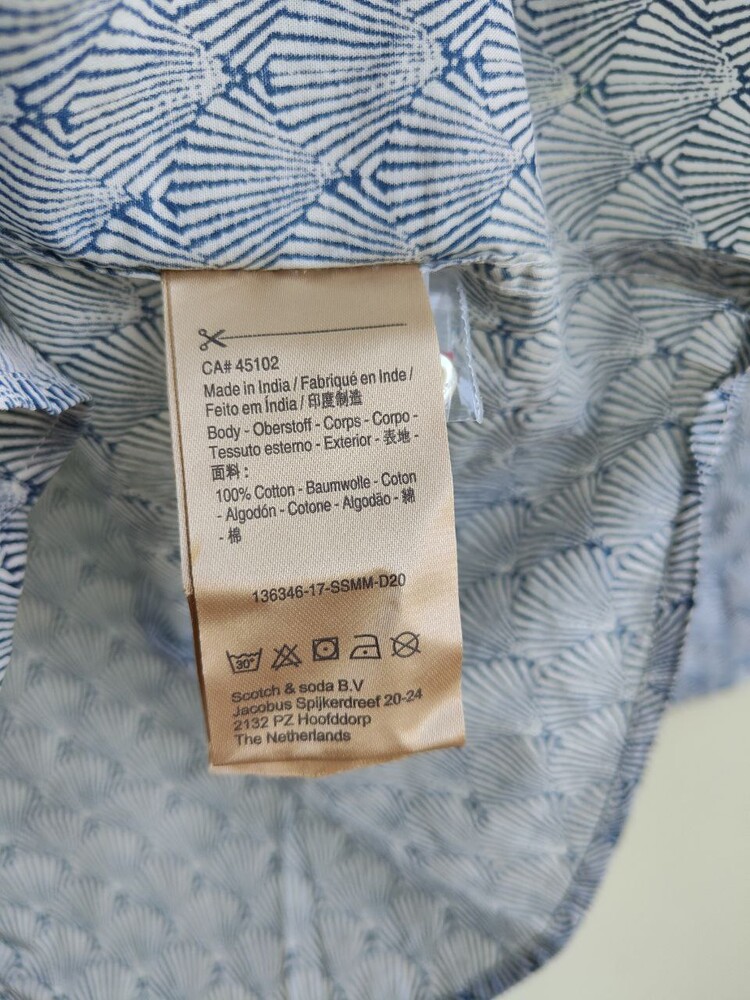 CA# 45102
Made in India / Fabriqué en Inde /
Feito em Índia / 印度制造
Body - Oberstoff - Corps - Corpo -
Tessuto esterno - Exterior - 表地 -
面料 :
100% Cotton - Baumwolle - Coton
- Algodón - Cotone - Algodão - 綿
- 棉
136346-17-SSMM-D20
30°
Scotch & soda B.V
Jacobus Spijkerdreef 20-24
2132 PZ Hoofddorp
The Netherlands